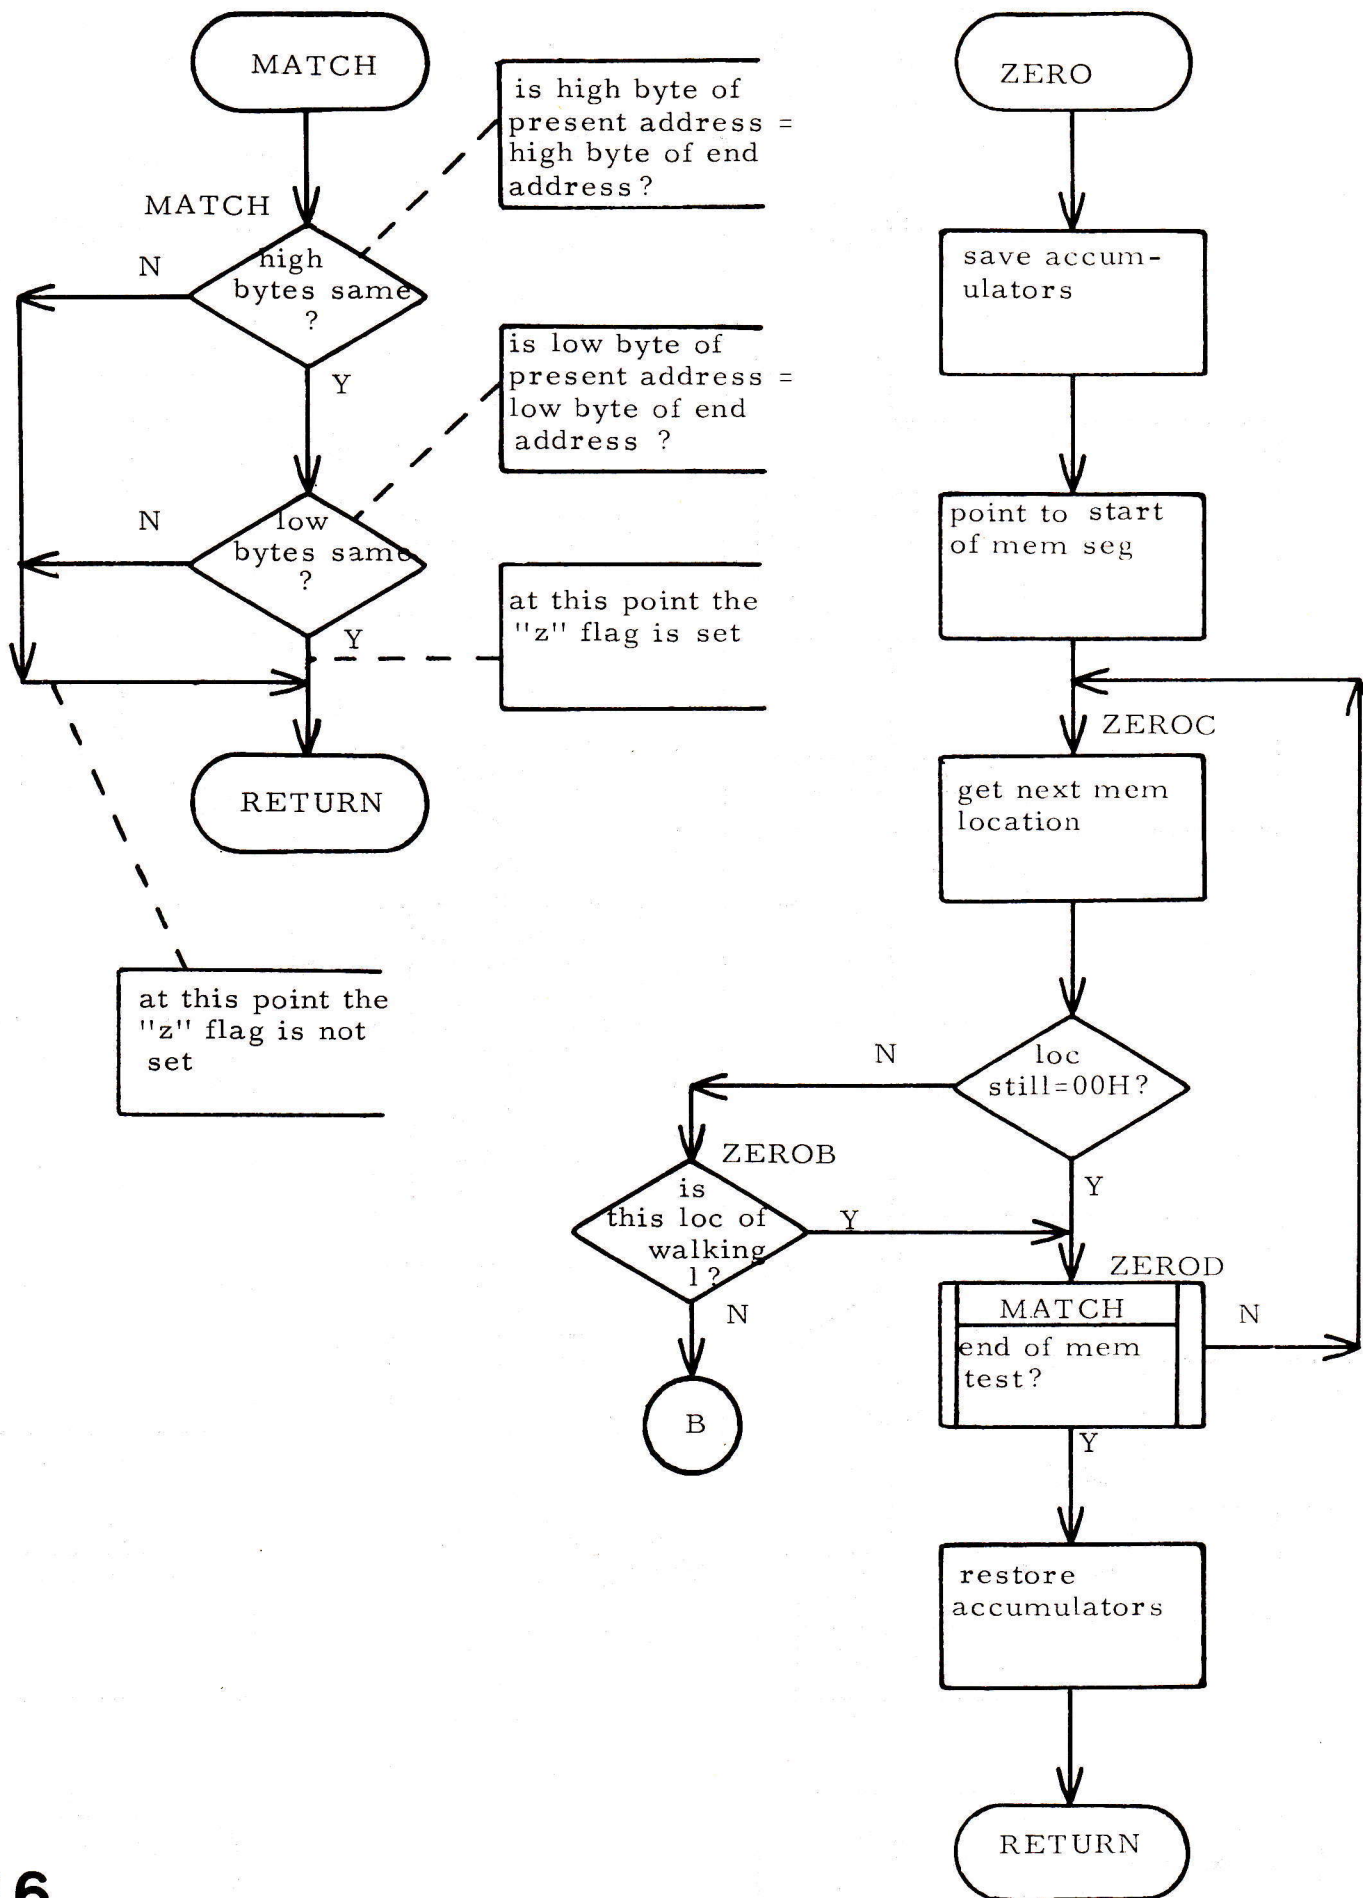 MATCH
is high byte of
present address =
high byte of end
address?
MATCH
N
high
bytes same
?
Y
is low byte of
present address =
low byte of end
address ?
N
low
bytes same
?
Y
at this point the
"z" flag is set
RETURN
at this point the
"z" flag is not
set
ZERO
save accum-
ulators
point to start
of mem seg
ZEROC
get next mem
location
loc
still=00H?
N
Y
ZEROB
is
this loc of
walking
1?
Y
N
B
ZEROD
MATCH
end of mem
test?
N
Y
restore
accumulators
RETURN